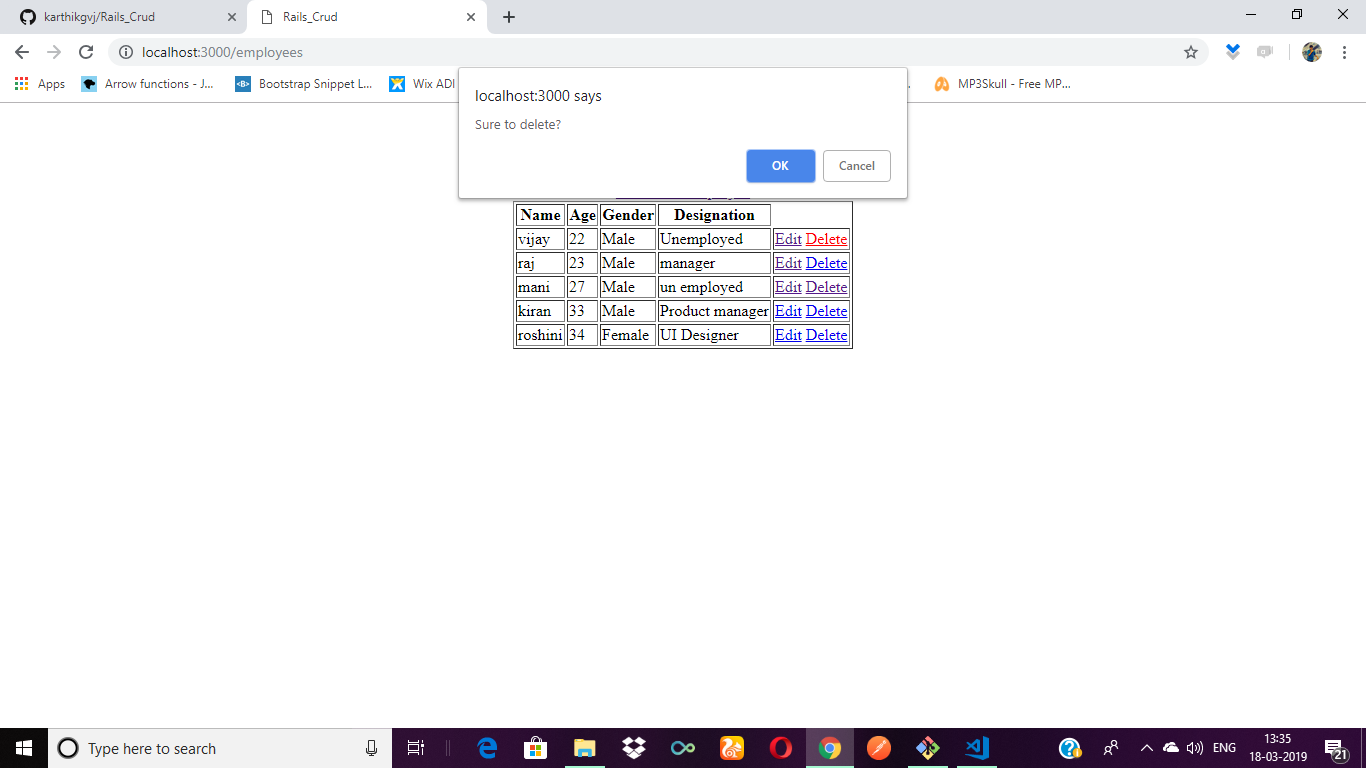 karthikgvj/Rails_Crud
Rails_Crud
localhost:3000/employees
Apps
Arrow functions - J...
Bootstrap Snippet L...
Wix ADI
MP3Skull - Free MP...
localhost:3000 says
Sure to delete?
OK
Cancel
Name Age Gender Designation
vijay 22 Male Unemployed Edit Delete
raj 23 Male manager Edit Delete
mani 27 Male un employed Edit Delete
kiran 33 Male Product manager Edit Delete
roshini 34 Female UI Designer Edit Delete
Type here to search
ENG
13:35
18-03-2019
21